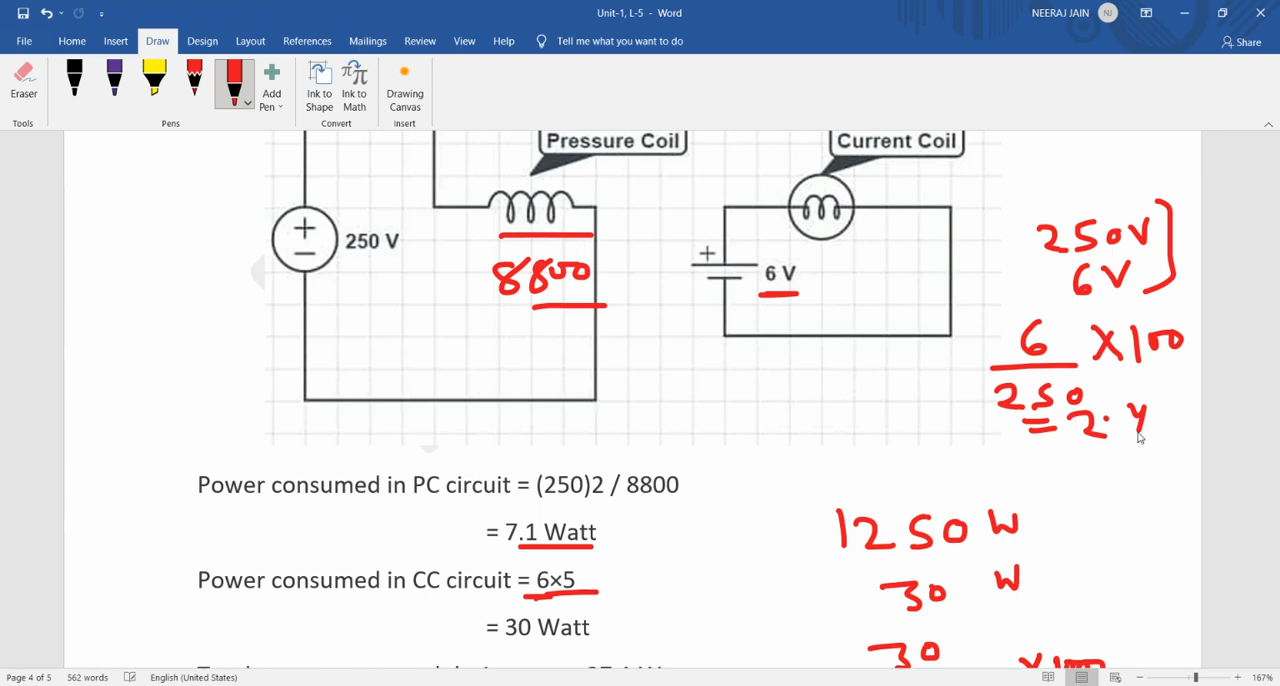 Unit-1, L-5 - Word
NEERAJ JAIN NJ
File Home Insert Draw Design Layout References Mailings Review View Help Tell me what you want to do Share
Eraser
Add Pen
Ink to Shape
Ink to Math
Drawing Canvas
Tools Pens Convert Insert
Pressure Coil
Current Coil
250 V
8800
6 V
250V
6V
6 × 100
250
= 2.4
Power consumed in PC circuit = (250)2 / 8800
= 7.1 Watt
Power consumed in CC circuit = 6×5
= 30 Watt
1250 W
30 W
30 × 100
Page 4 of 5 562 words English (United States) 167%